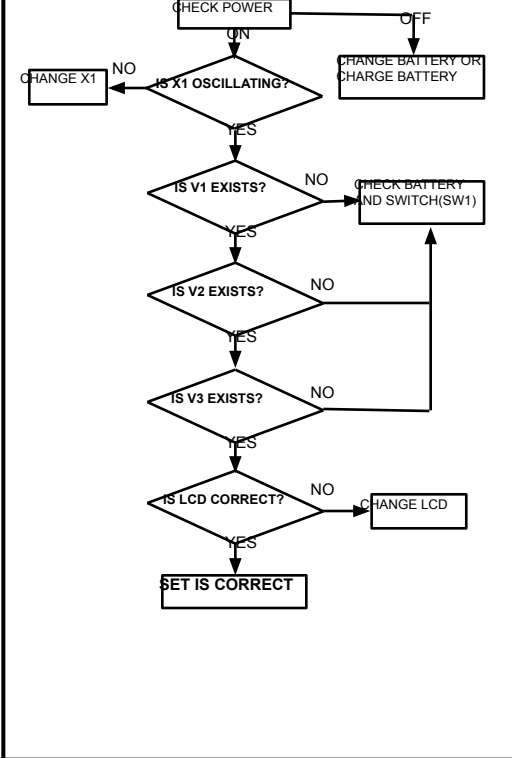 CHECK POWER
OFF
ON
CHANGE BATTERY OR
CHARGE BATTERY
CHANGE X1
NO
IS X1 OSCILLATING?
YES
IS V1 EXISTS?
NO
CHECK BATTERY
AND SWITCH(SW1)
YES
IS V2 EXISTS?
NO
YES
IS V3 EXISTS?
NO
YES
IS LCD CORRECT?
NO
CHANGE LCD
YES
SET IS CORRECT